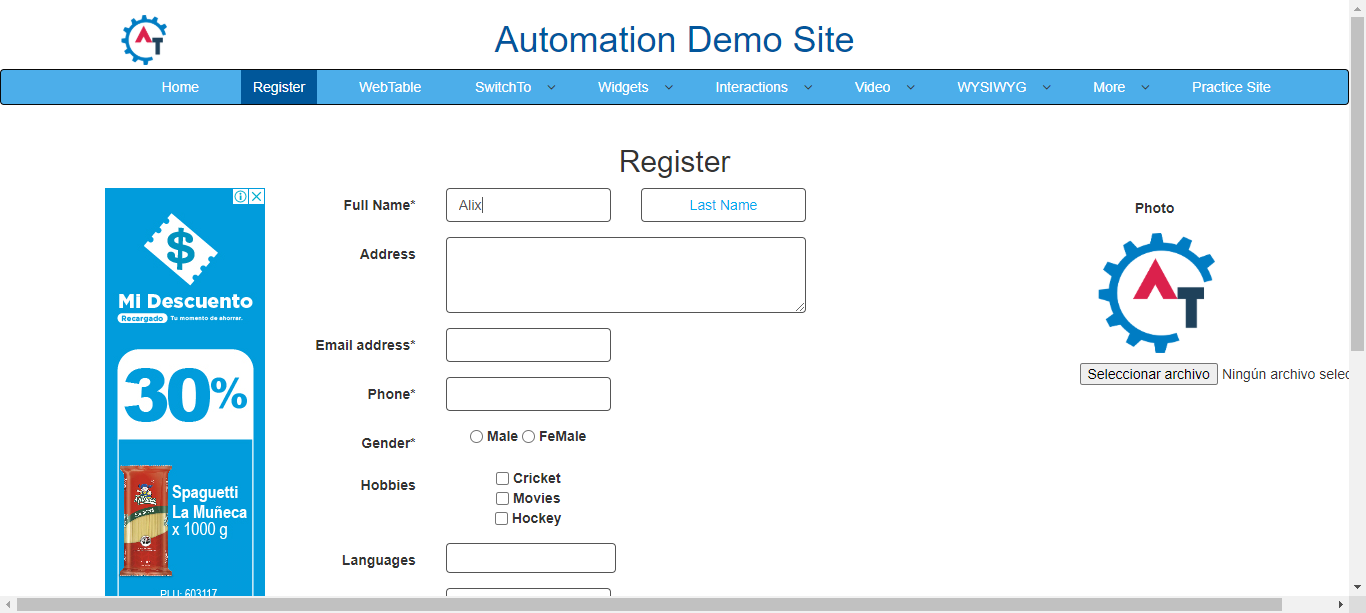 AT
Automation Demo Site
Home Register WebTable SwitchTo Widgets Interactions Video WYSIWYG More Practice Site
Register
Full Name* Alix Last Name
Photo
Address
AT
Email address*
Seleccionar archivo Ningún archivo selec
Phone*
Gender* Male FeMale
Hobbies Cricket
Movies
Hockey
Languages
$
Mi Descuento
Recargado Tu momento de ahorrar.
30%
Spaguetti
La Muñeca
x 1000 g
PLU: 603117